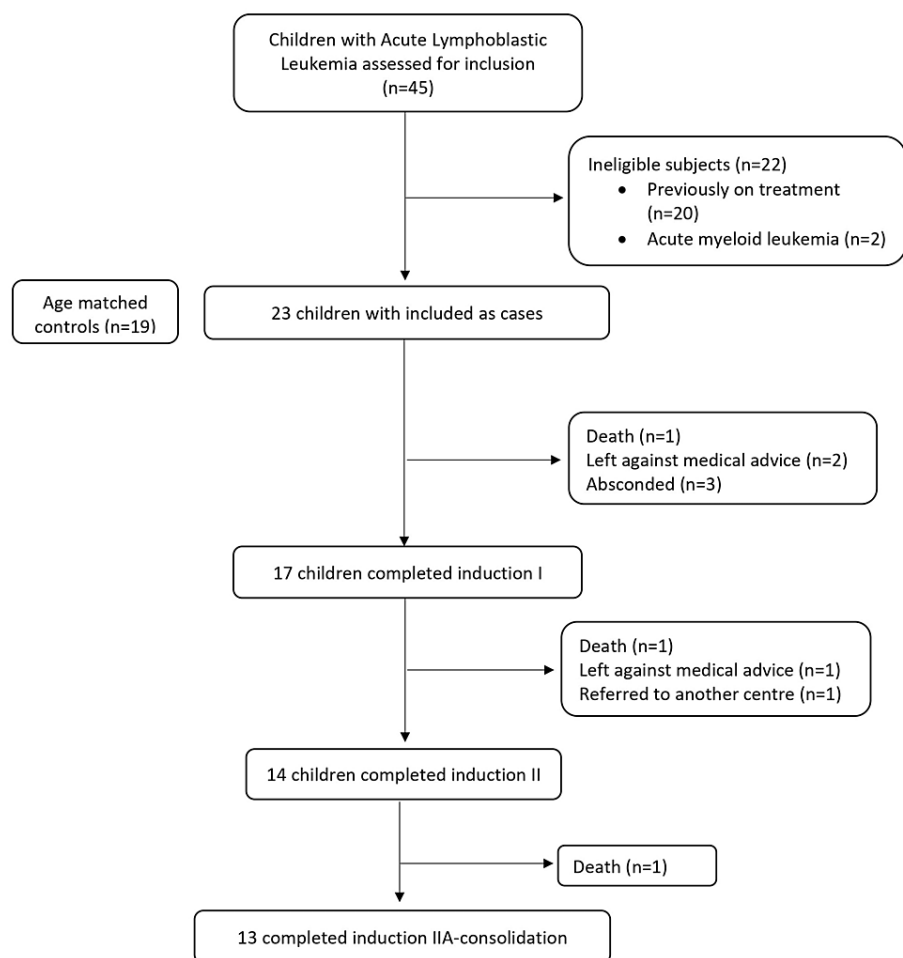 Children with Acute Lymphoblastic
Leukemia assessed for inclusion
(n=45)
Ineligible subjects (n=22)
• Previously on treatment
(n=20)
• Acute myeloid leukemia (n=2)
Age matched
controls (n=19)
23 children with included as cases
Death (n=1)
Left against medical advice (n=2)
Absconded (n=3)
17 children completed induction I
Death (n=1)
Left against medical advice (n=1)
Referred to another centre (n=1)
14 children completed induction II
Death (n=1)
13 completed induction IIA-consolidation